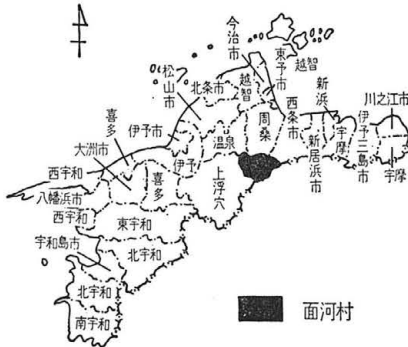 今治市
東予市
越智
松山市
北条市
越智
新浜
川之江市
喜多
西条市
周桑
伊予市
温泉
宇摩
伊予三島市
大洲市
新居浜市
宇摩
西宇和
喜多
伊予
上浮穴
八幡浜市
西宇和
東宇和
宇和島市
北宇和
北宇和
南宇和
面河村